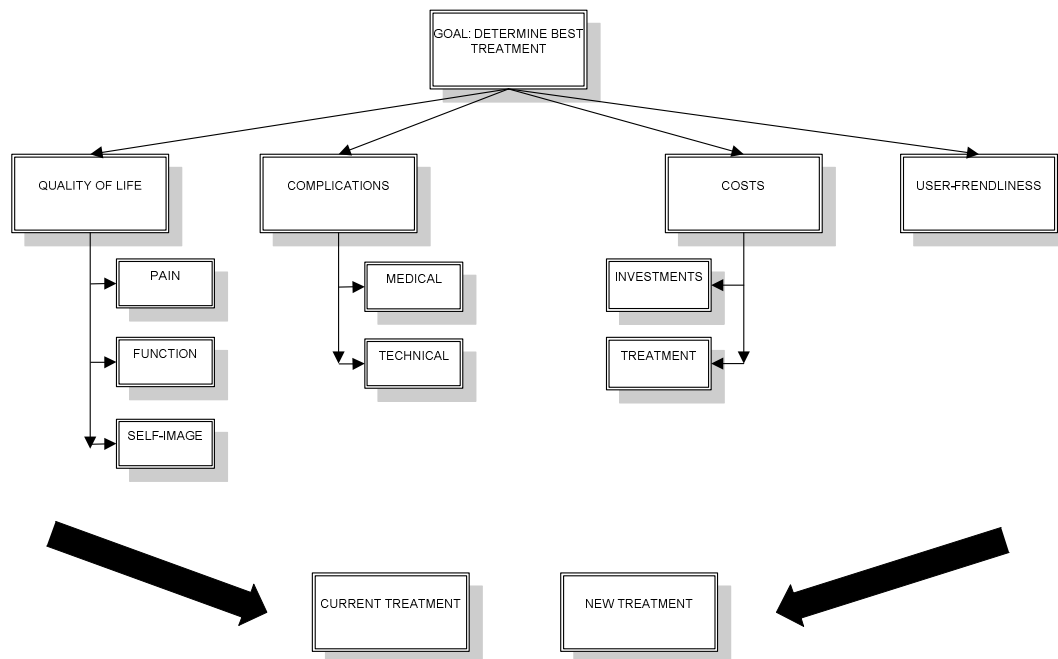 GOAL: DETERMINE BEST
TREATMENT
QUALITY OF LIFE
COMPLICATIONS
COSTS
USER-FRENDLINESS
PAIN
MEDICAL
INVESTMENTS
FUNCTION
TECHNICAL
TREATMENT
SELF-IMAGE
CURRENT TREATMENT
NEW TREATMENT